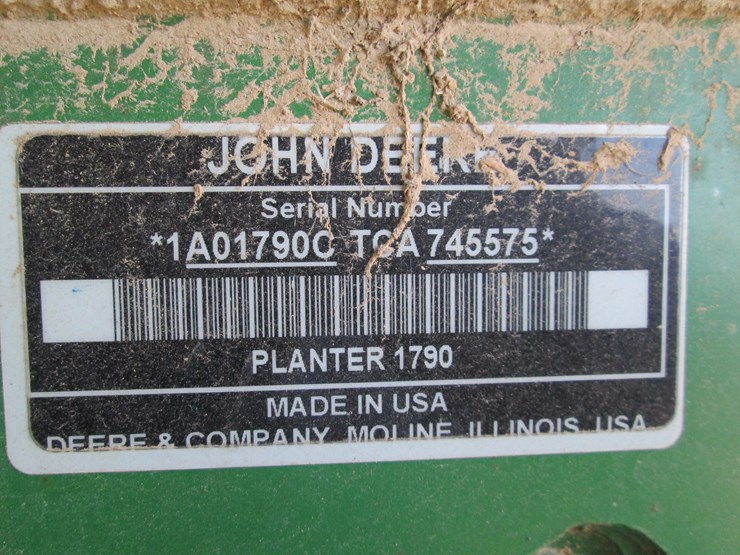 JOHN DEERE
Serial Number
*1A01790C TCA 745575*
PLANTER 1790
MADE IN USA
DEERE & COMPANY MOLINE ILLINOIS USA